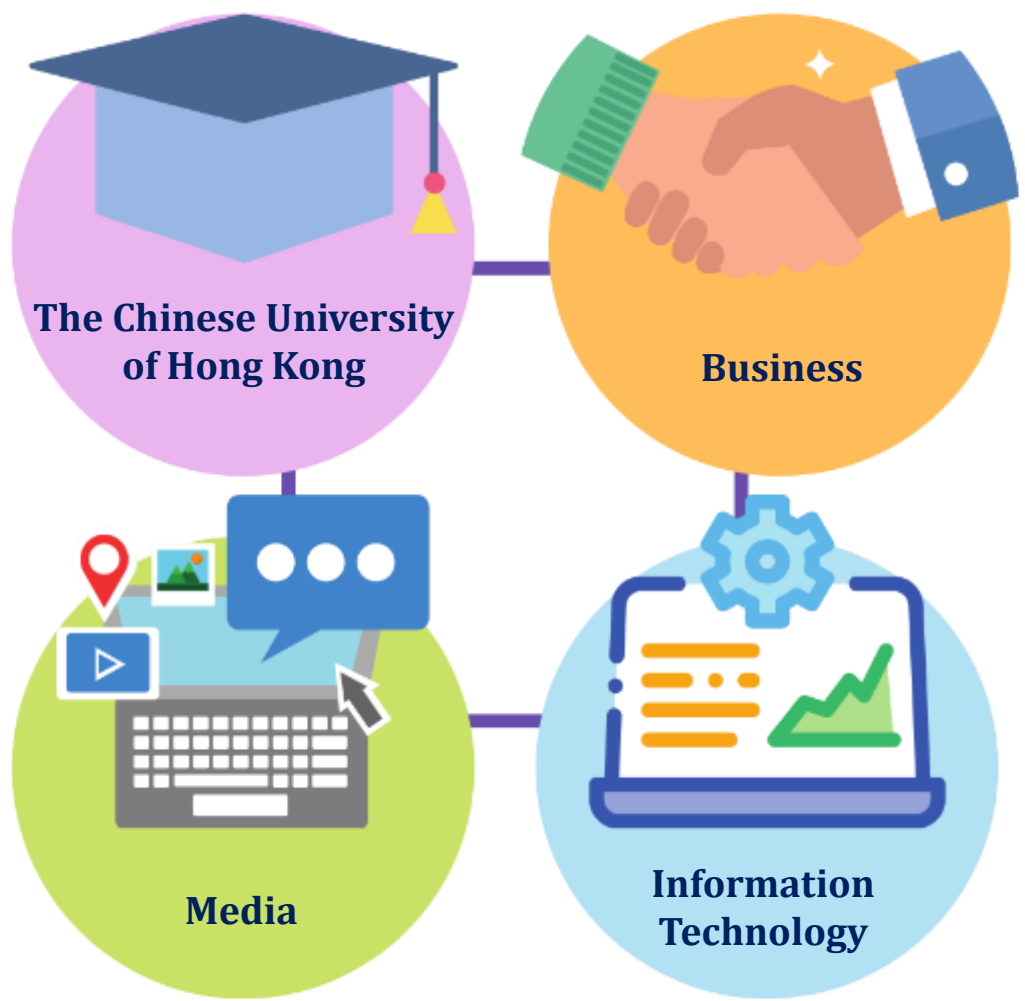 The Chinese University
of Hong Kong
Business
Media
Information
Technology